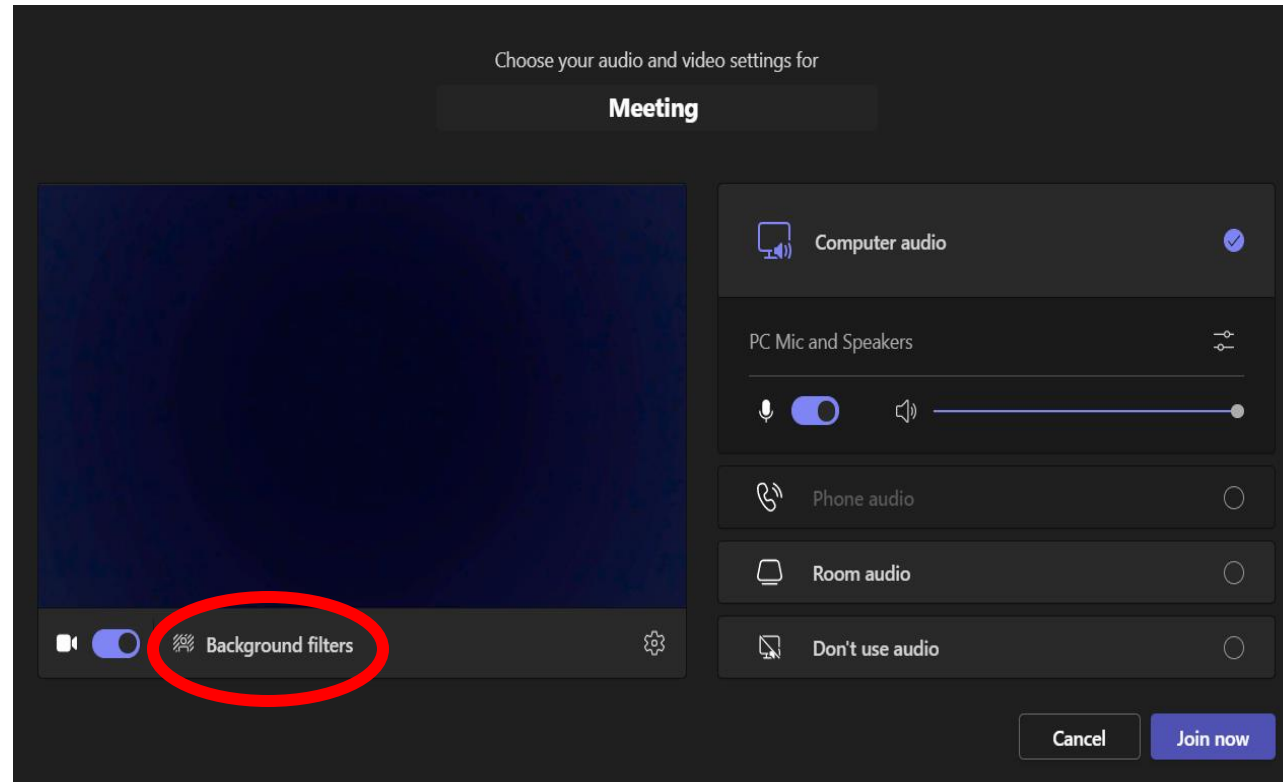 Choose your audio and video settings for
Meeting
Computer audio
PC Mic and Speakers
Phone audio
Room audio
Background filters
Don't use audio
Cancel
Join now